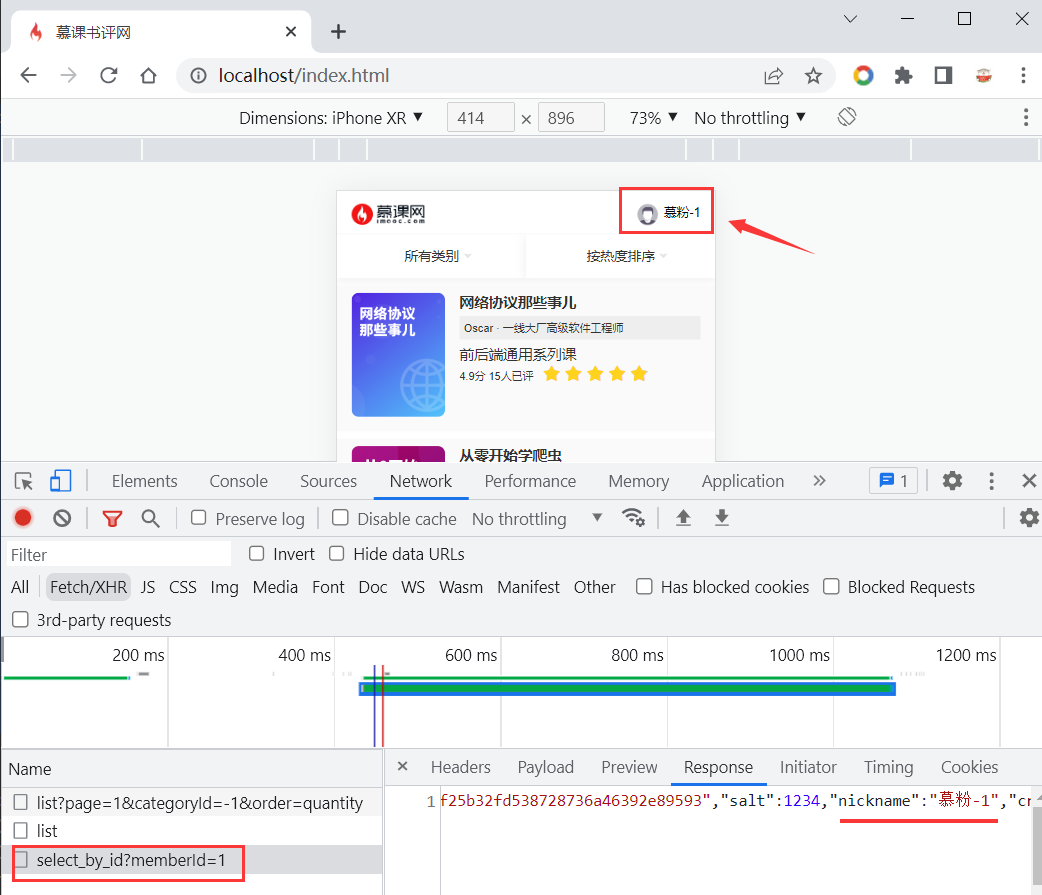 慕课书评网
localhost/index.html
Dimensions: iPhone XR ▼ 414 × 896 73% ▼ No throttling ▼
慕课网
imooc.com
慕粉-1
所有类别 按热度排序
网络协议
那些事儿
网络协议那些事儿
Oscar · 一线大厂高级软件工程师
前后端通用系列课
4.9分 15人已评
从零开始学爬虫
Elements Console Sources Network Performance Memory Application » 1
Preserve log Disable cache No throttling ▼
Filter Invert Hide data URLs
All Fetch/XHR JS CSS Img Media Font Doc WS Wasm Manifest Other Has blocked cookies Blocked Requests
3rd-party requests
200 ms 400 ms 600 ms 800 ms 1000 ms 1200 ms
Name × Headers Payload Preview Response Initiator Timing Cookies
list?page=1&categoryId=-1&order=quantity
list
select_by_id?memberId=1
1 f25b32fd538728736a46392e89593","salt":1234,"nickname":"慕粉-1","cr